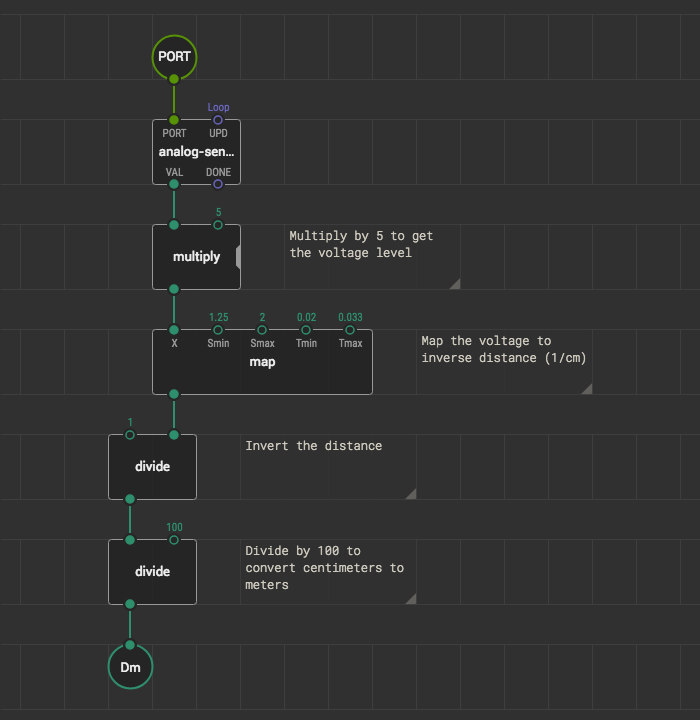 PORT
Loop
PORT UPD
analog-sen...
VAL DONE
5
multiply
Multiply by 5 to get
the voltage level
1.25 2 0.02 0.033
X Smin Smax Tmin Tmax
map
Map the voltage to
inverse distance (1/cm)
1
divide
Invert the distance
100
divide
Divide by 100 to
convert centimeters to
meters
Dm